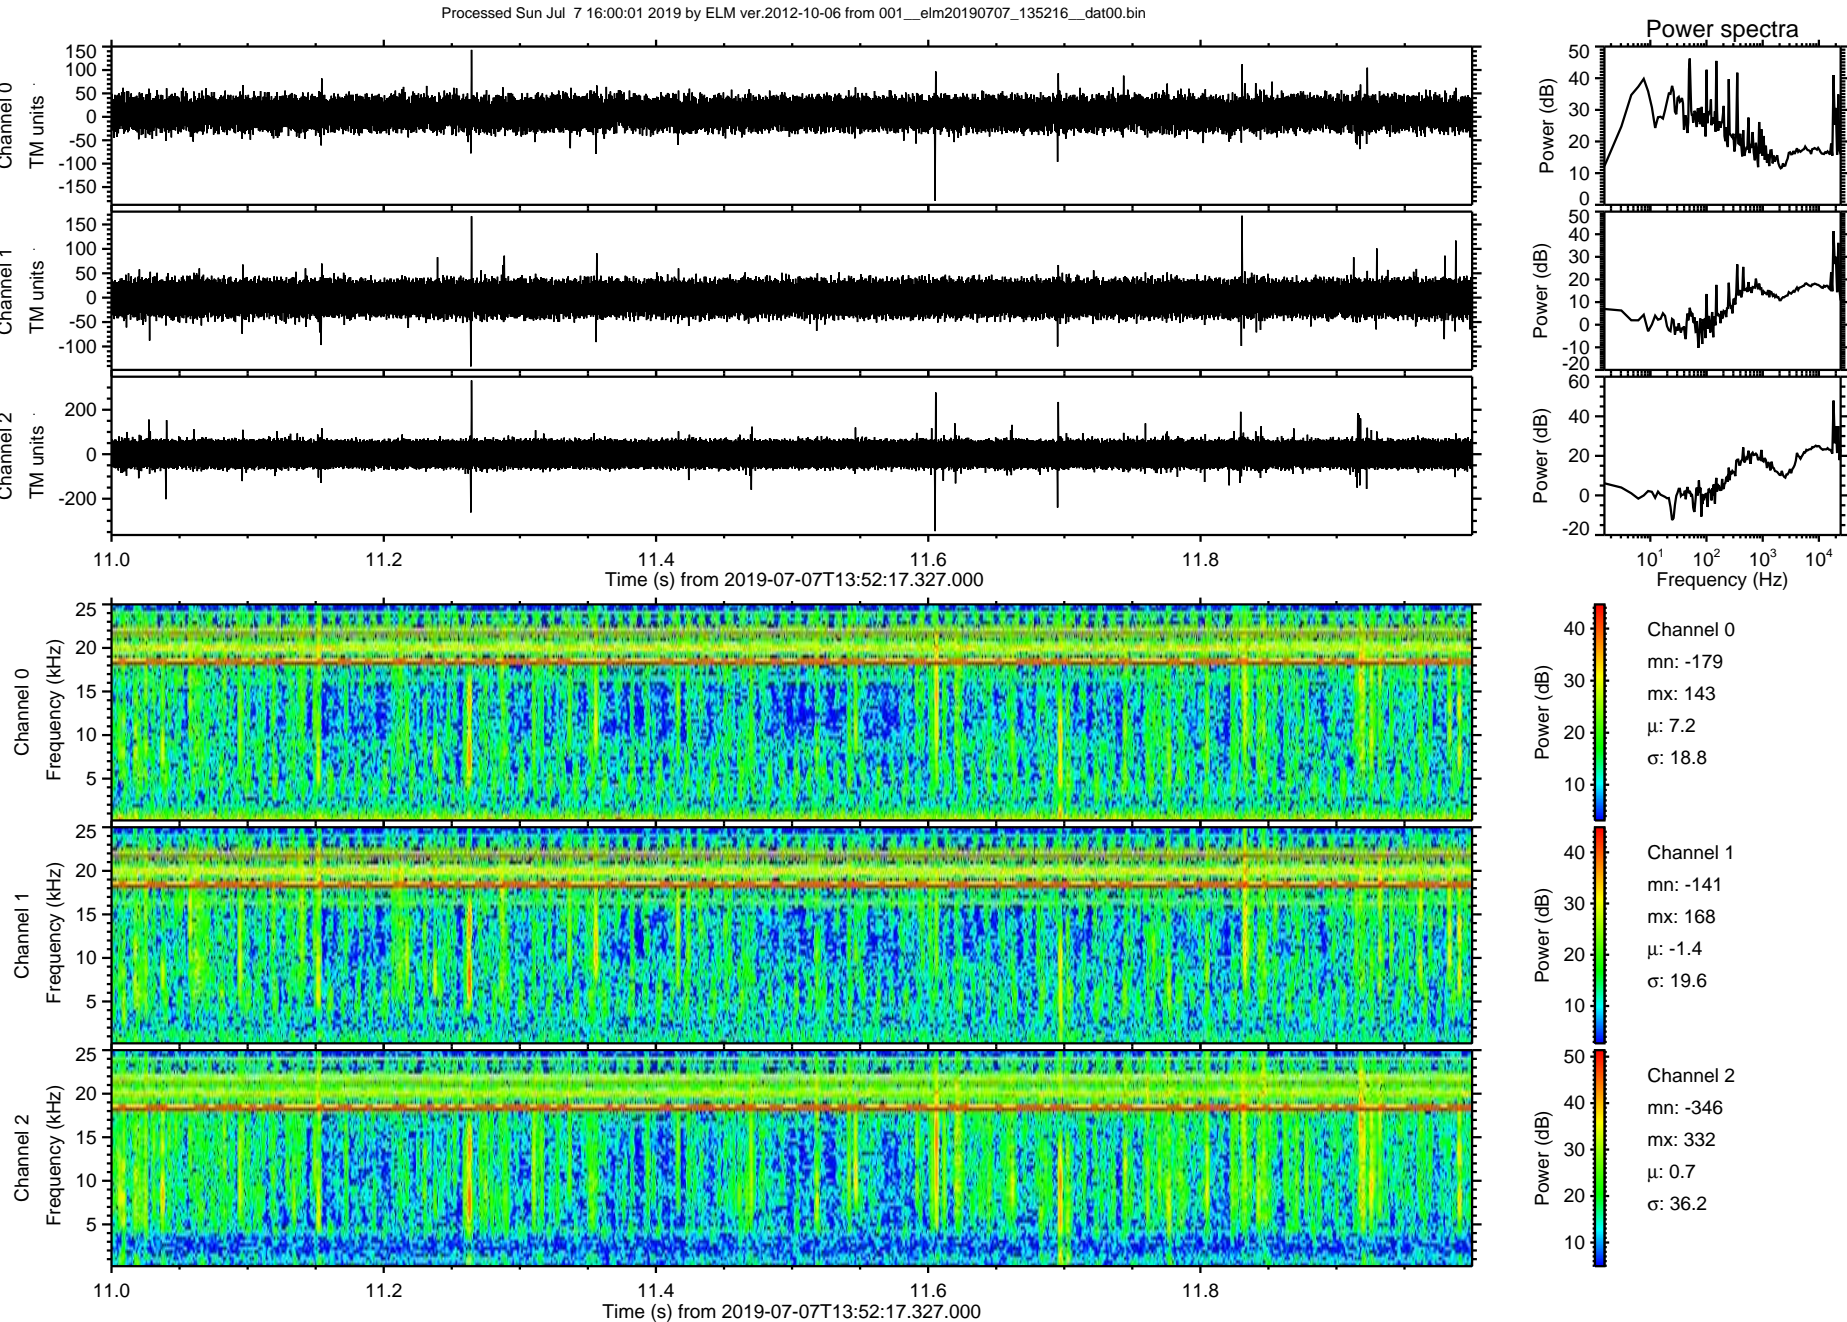 Processed Sun Jul  7 16:00:01 2019 by ELM ver.2012-10-06 from 001__elm20190707_135216__dat00.bin
Power spectra
Channel 0
TM units
150
100
50
0
-50
-100
-150
Power (dB)
50
40
30
20
10
0
Channel 1
TM units
150
100
50
0
-50
-100
Power (dB)
50
40
30
20
10
0
-10
-20
Channel 2
TM units
200
0
-200
Power (dB)
60
40
20
0
-20
11.0 11.2 11.4 11.6 11.8
Time (s) from 2019-07-07T13:52:17.327.000
10¹ 10² 10³ 10⁴
Frequency (Hz)
Channel 0
Frequency (kHz)
25
20
15
10
5
Power (dB)
40
30
20
10
Channel 0
mn: -179
mx: 143
μ: 7.2
σ: 18.8
Channel 1
Frequency (kHz)
25
20
15
10
5
Power (dB)
40
30
20
10
Channel 1
mn: -141
mx: 168
μ: -1.4
σ: 19.6
Channel 2
Frequency (kHz)
25
20
15
10
5
Power (dB)
50
40
30
20
10
Channel 2
mn: -346
mx: 332
μ: 0.7
σ: 36.2
11.0 11.2 11.4 11.6 11.8
Time (s) from 2019-07-07T13:52:17.327.000